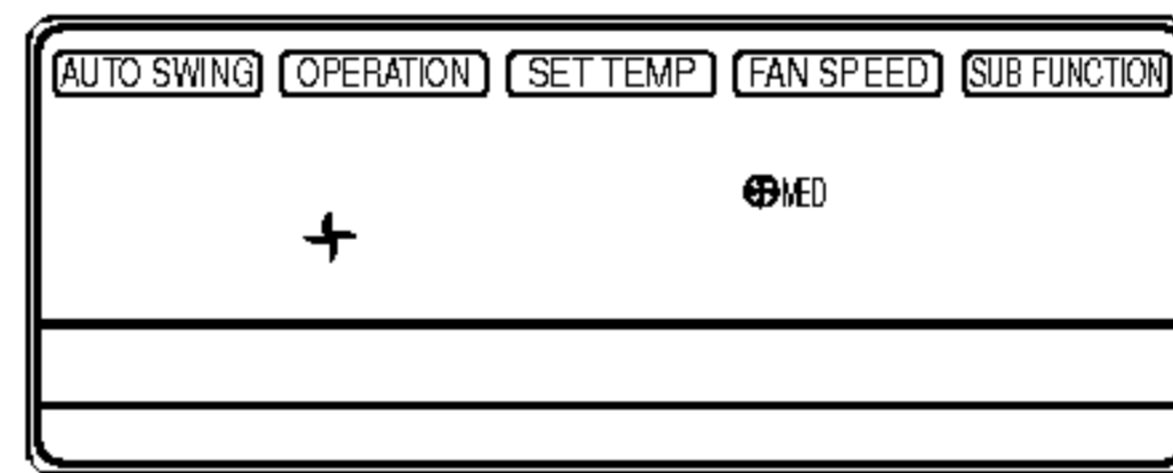 AUTO SWING OPERATION SET TEMP FAN SPEED SUB FUNCTION
MED